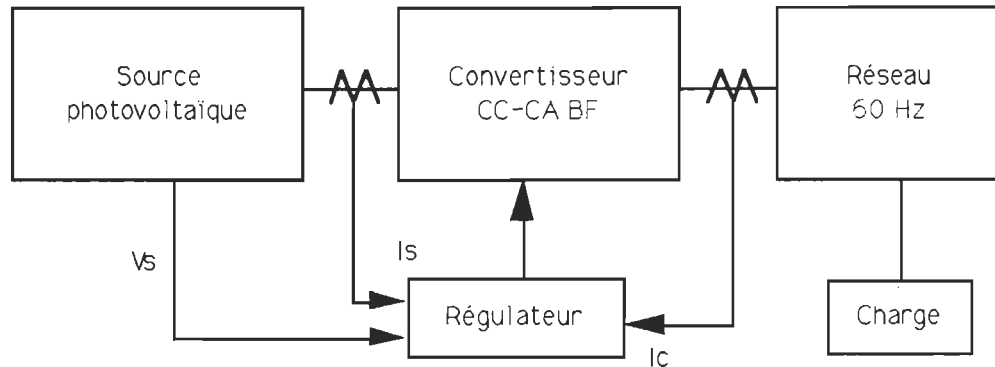 Source
photovoltaïque
Convertisseur
CC-CA BF
Réseau
60 Hz
Vs
Is
Régulateur
Ic
Charge